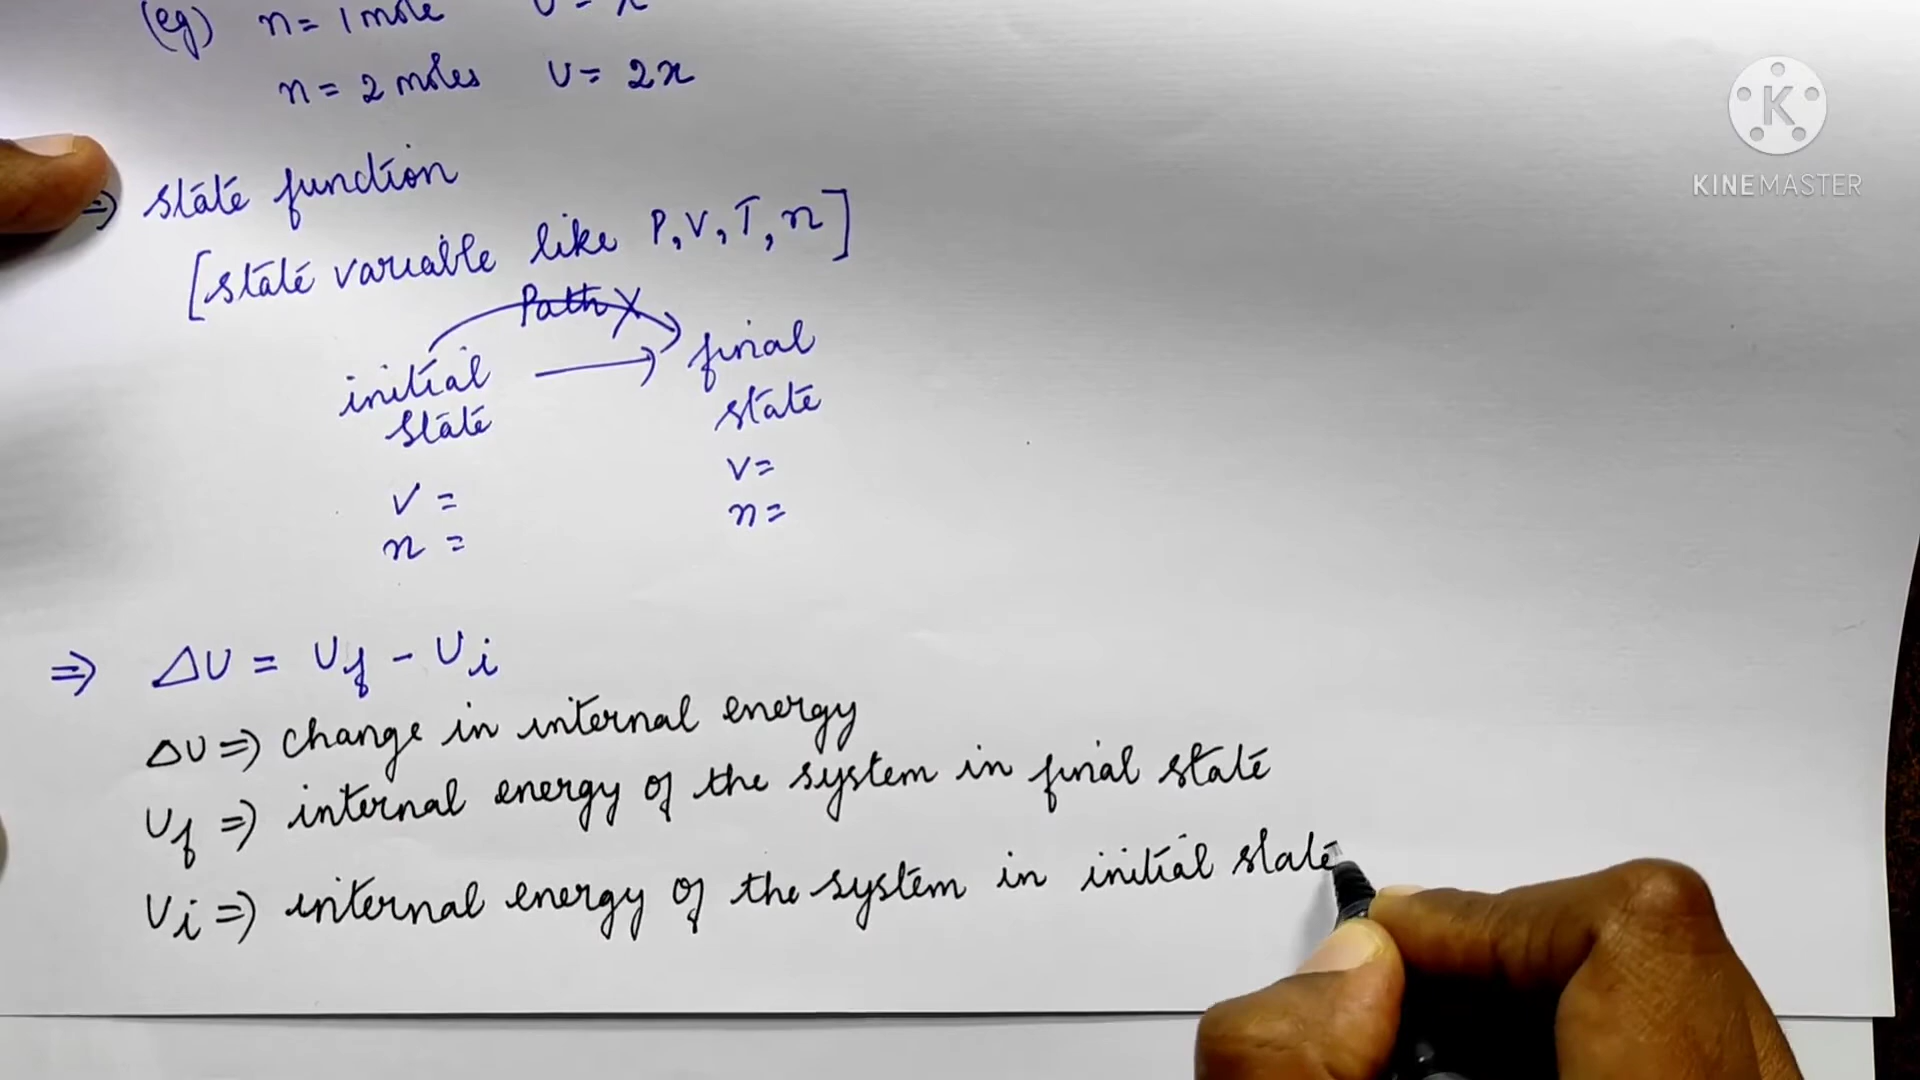 (eg) n = 1 mole U = x
n = 2 moles U = 2x
⇒ state function
[state variable like P, V, T, n]
Path X
initial → final
state state
V = V =
n = n =
⇒ ΔU = Uf - Ui
ΔU ⇒ change in internal energy
Uf ⇒ internal energy of the system in final state
Ui ⇒ internal energy of the system in initial state
K
KINEMASTER